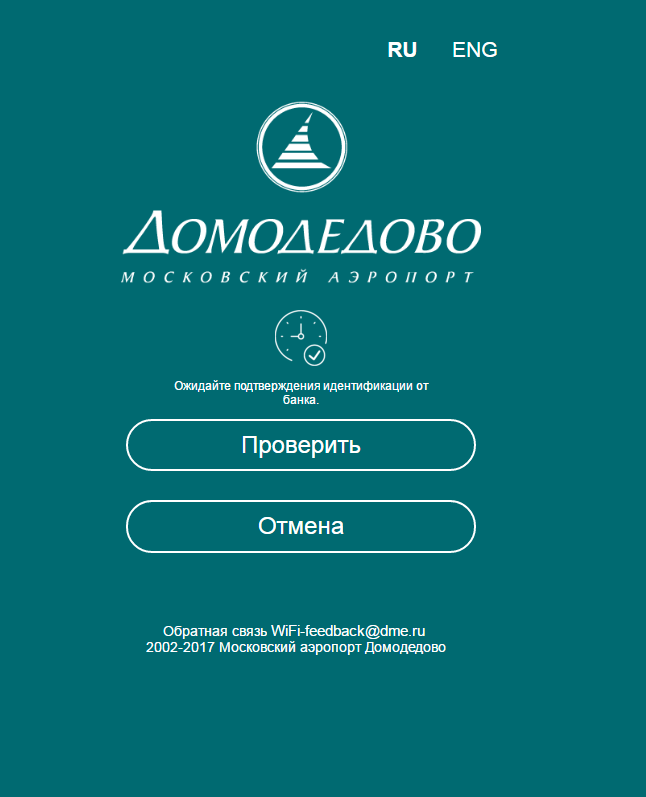 RU ENG
ДОМОДЕДОВО
МОСКОВСКИЙ АЭРОПОРТ
Ожидайте подтверждения идентификации от
банка.
Проверить
Отмена
Обратная связь WiFi-feedback@dme.ru
2002-2017 Московский аэропорт Домодедово